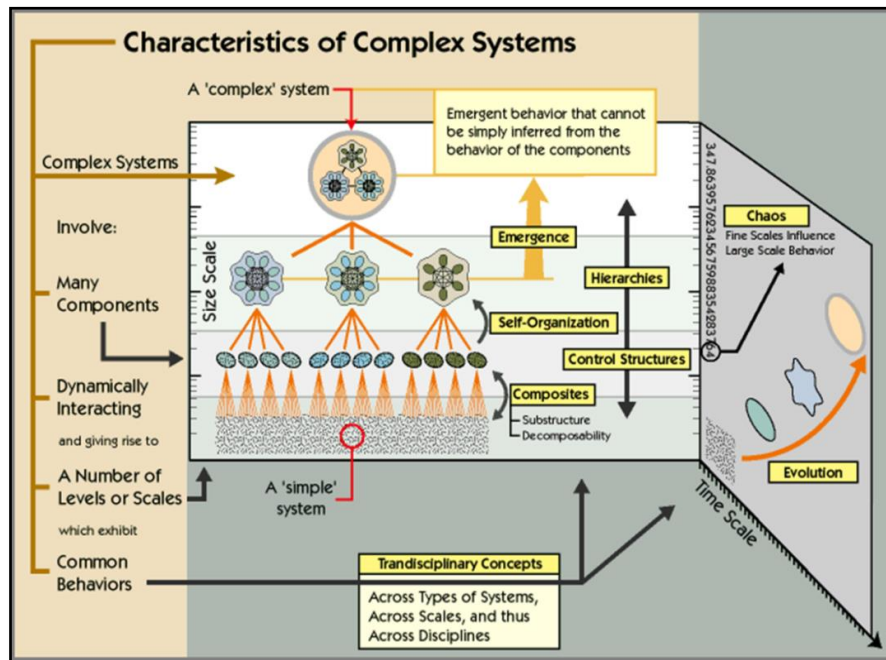 Characteristics of Complex Systems
A 'complex' system
Emergent behavior that cannot
be simply inferred from the
behavior of the components
Complex Systems
Involve:
Many
Components
Dynamically
Interacting
and giving rise to
A Number of
Levels or Scales
which exhibit
Common
Behaviors
Size Scale
Emergence
Hierarchies
Self-Organization
Control Structures
Composites
Substructure
Decomposability
A 'simple'
system
Chaos
Fine Scales Influence
Large Scale Behavior
Evolution
Time Scale
Trandisciplinary Concepts
Across Types of Systems,
Across Scales, and thus
Across Disciplines